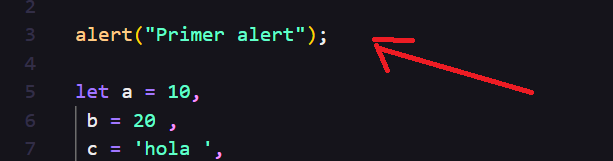 2
3 alert("Primer alert");
4
5 let a = 10,
6 b = 20 ,
7 c = 'hola ',